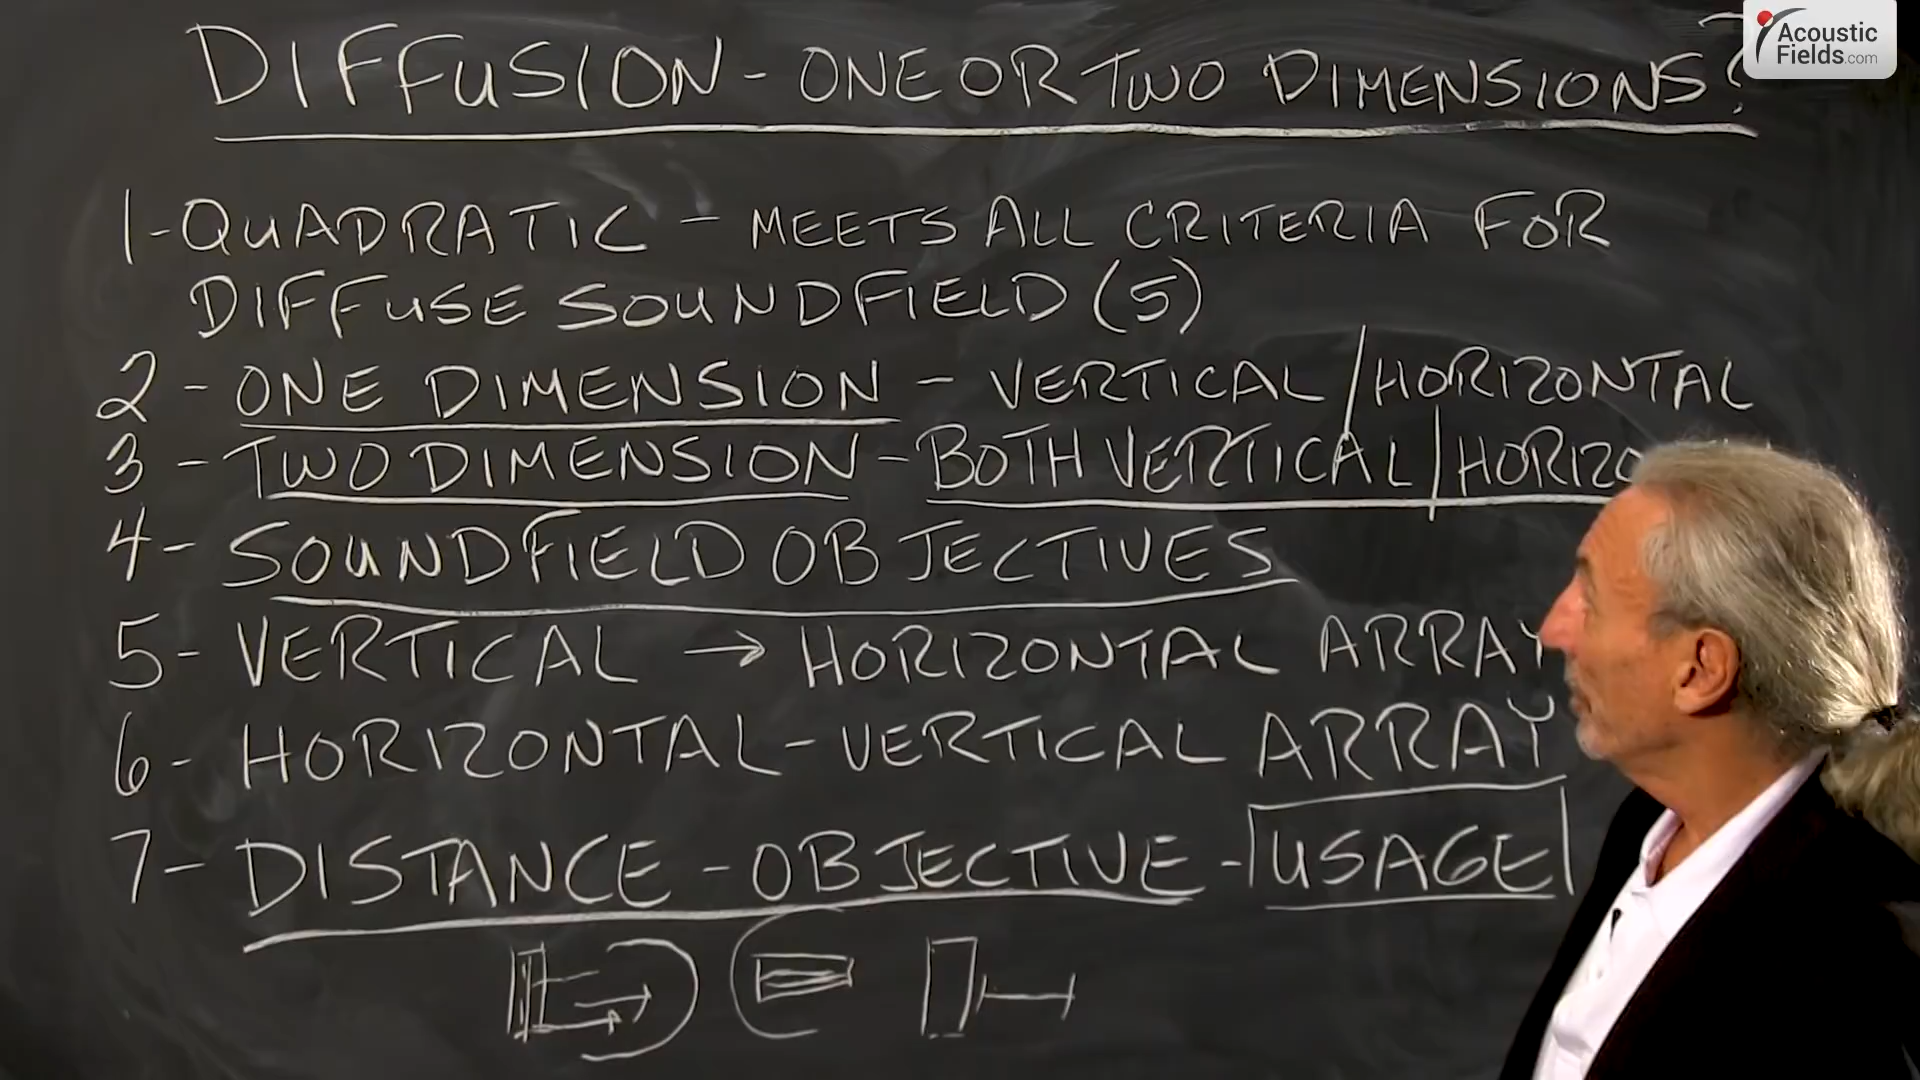 Acoustic
Fields.com
DIFFUSION - ONE OR TWO DIMENSIONS?
1-QUADRATIC - MEETS ALL CRITERIA FOR
DIFFUSE SOUNDFIELD (5)
2 - ONE DIMENSION - VERTICAL/HORIZONTAL
3 - TWO DIMENSION - BOTH VERTICAL/
4 - SOUNDFIELD OBJECTIVES
5 - VERTICAL → HORIZONTAL ARRAY
6 - HORIZONTAL - VERTICAL ARRAY
7 - DISTANCE - OBJECTIVE - USAGE